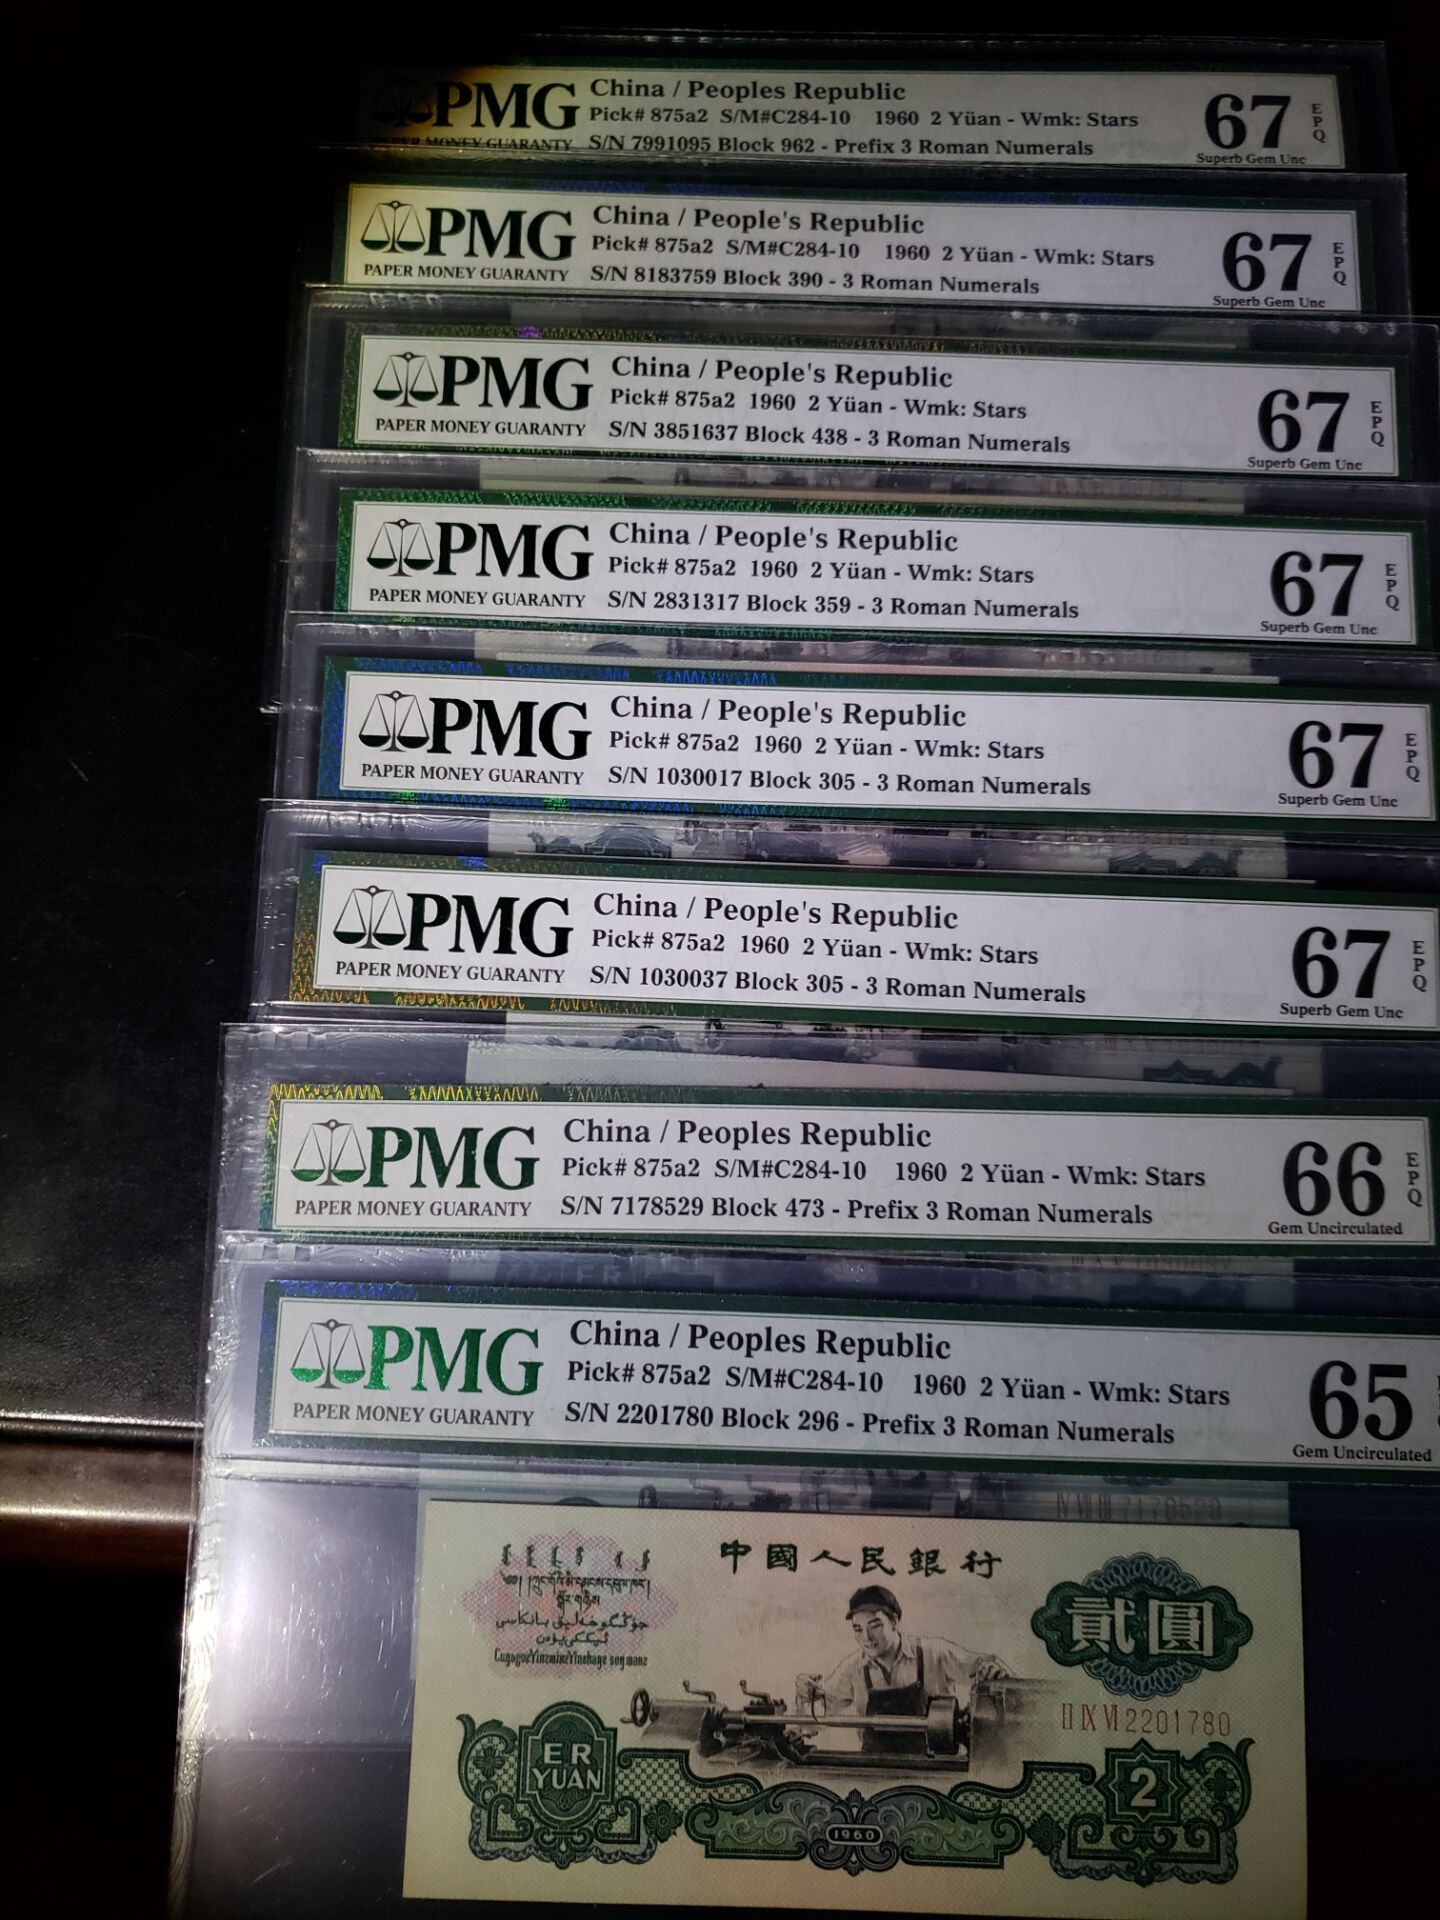 PMG
PAPER MONEY GUARANTY
China / Peoples Republic
Pick# 875a2 S/M#C284-10 1960 2 Yüan - Wmk: Stars
S/N 7991095 Block 962 - Prefix 3 Roman Numerals
67
EPQ
Superb Gem Unc
PMG
PAPER MONEY GUARANTY
China / People's Republic
Pick# 875a2 S/M#C284-10 1960 2 Yüan - Wmk: Stars
S/N 8183759 Block 390 - 3 Roman Numerals
67
EPQ
Superb Gem Unc
PMG
PAPER MONEY GUARANTY
China / People's Republic
Pick# 875a2 1960 2 Yüan - Wmk: Stars
S/N 3851637 Block 438 - 3 Roman Numerals
67
EPQ
Superb Gem Unc
PMG
PAPER MONEY GUARANTY
China / People's Republic
Pick# 875a2 1960 2 Yüan - Wmk: Stars
S/N 2831317 Block 359 - 3 Roman Numerals
67
EPQ
Superb Gem Unc
PMG
PAPER MONEY GUARANTY
China / People's Republic
Pick# 875a2 1960 2 Yüan - Wmk: Stars
S/N 1030017 Block 305 - 3 Roman Numerals
67
EPQ
Superb Gem Unc
PMG
PAPER MONEY GUARANTY
China / People's Republic
Pick# 875a2 1960 2 Yüan - Wmk: Stars
S/N 1030037 Block 305 - 3 Roman Numerals
67
EPQ
Superb Gem Unc
PMG
PAPER MONEY GUARANTY
China / Peoples Republic
Pick# 875a2 S/M#C284-10 1960 2 Yüan - Wmk: Stars
S/N 7178529 Block 473 - Prefix 3 Roman Numerals
66
EPQ
Gem Uncirculated
PMG
PAPER MONEY GUARANTY
China / Peoples Republic
Pick# 875a2 S/M#C284-10 1960 2 Yüan - Wmk: Stars
S/N 2201780 Block 296 - Prefix 3 Roman Numerals
65
Gem Uncirculated
ⅣⅦⅢ 7178529
中國人民銀行
貳圓
ⅡⅨⅥ 2201780
ER
YUAN
2
1960